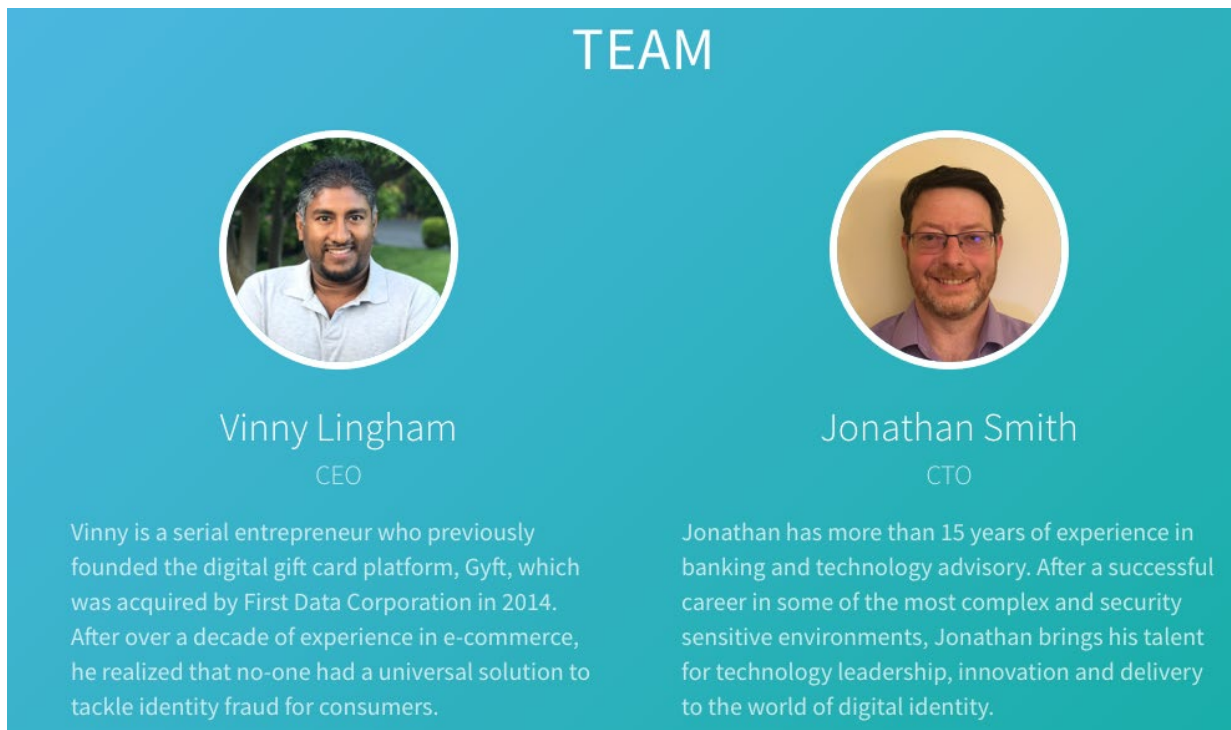 TEAM
Vinny Lingham
CEO
Vinny is a serial entrepreneur who previously
founded the digital gift card platform, Gyft, which
was acquired by First Data Corporation in 2014.
After over a decade of experience in e-commerce,
he realized that no-one had a universal solution to
tackle identity fraud for consumers.
Jonathan Smith
CTO
Jonathan has more than 15 years of experience in
banking and technology advisory. After a successful
career in some of the most complex and security
sensitive environments, Jonathan brings his talent
for technology leadership, innovation and delivery
to the world of digital identity.